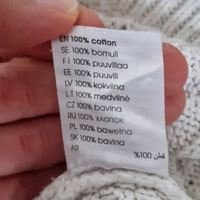 EN 100% cotton
SE 100% bomuli
FI 100% puuvillaa
EE 100% puuvill
LV 100% kokvilna
LT 100% medvilnė
CZ 100% bavlna
RU 100% хлопок
PL 100% bawełna
SK 100% bavlna
AR %100 قطن